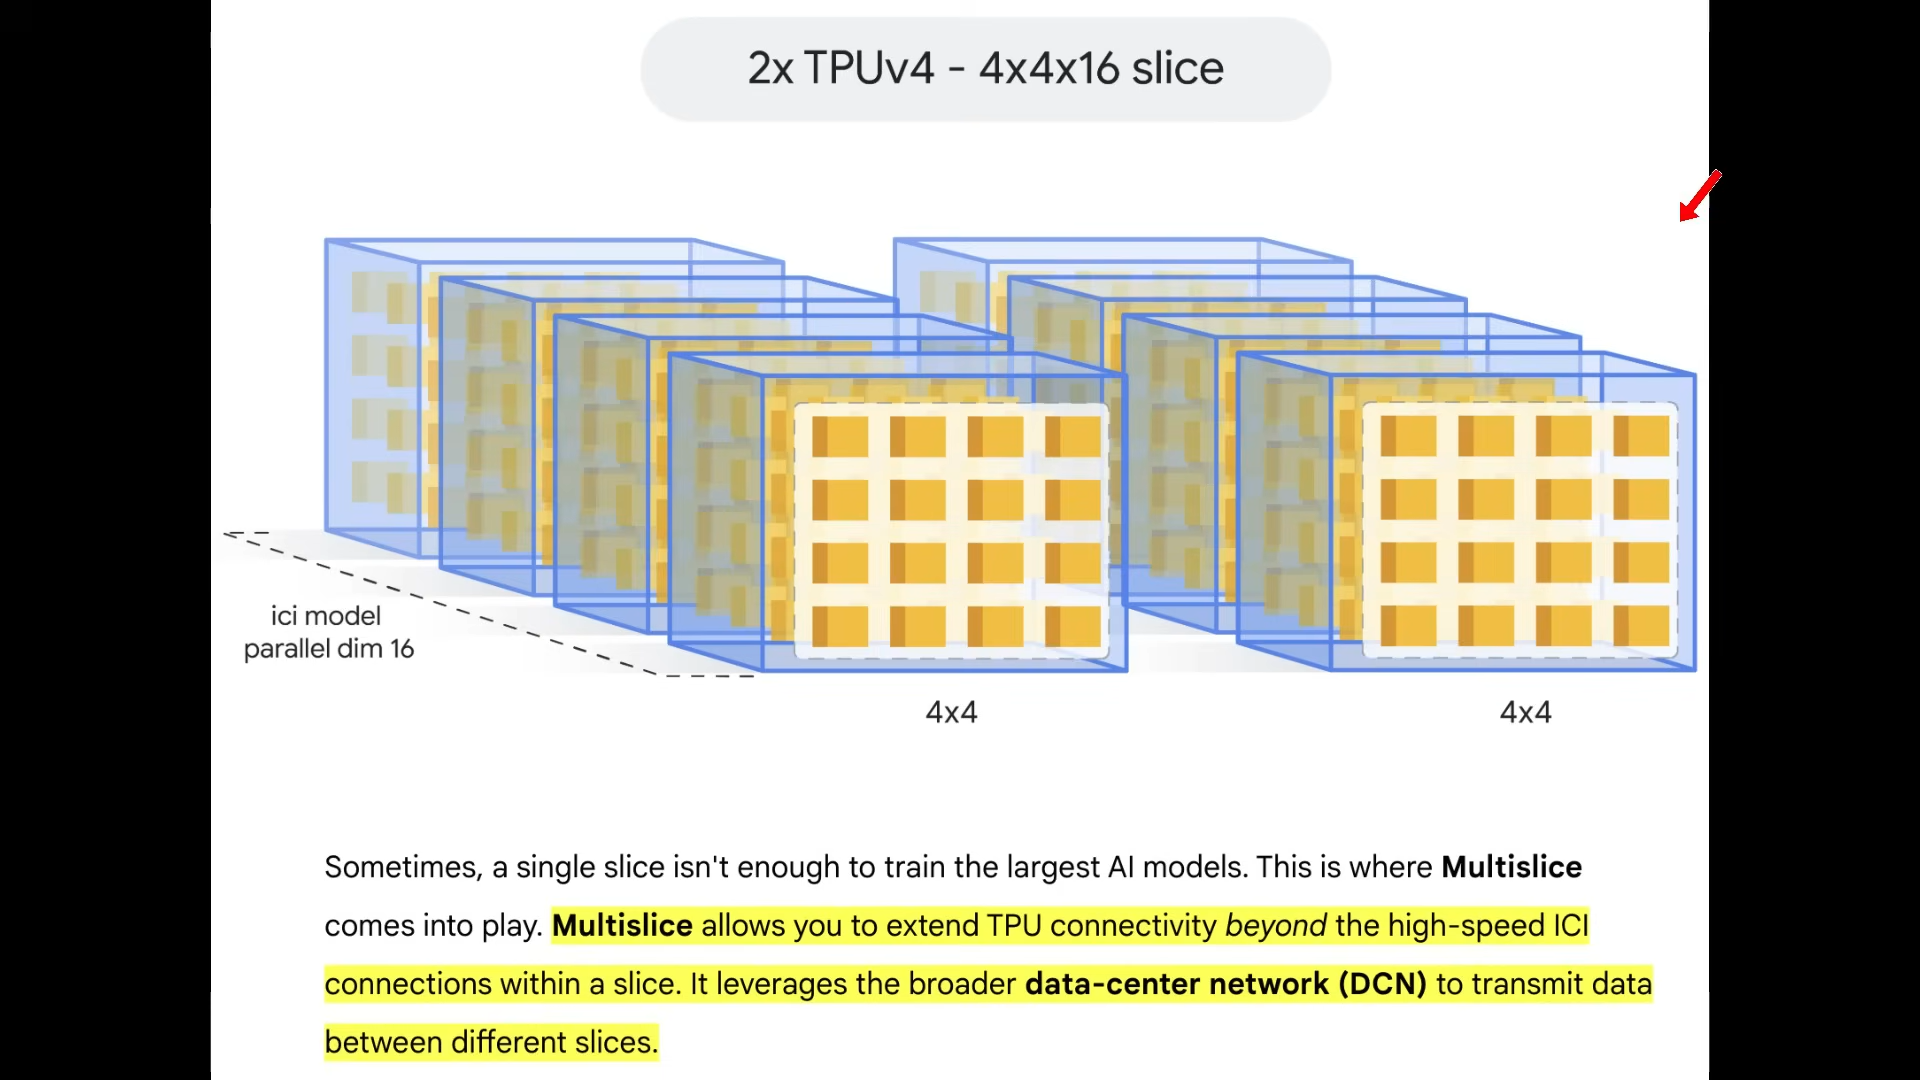 2x TPUv4 - 4x4x16 slice
ici model
parallel dim 16
4x4
4x4
Sometimes, a single slice isn't enough to train the largest AI models. This is where Multislice
comes into play. Multislice allows you to extend TPU connectivity beyond the high-speed ICI
connections within a slice. It leverages the broader data-center network (DCN) to transmit data
between different slices.